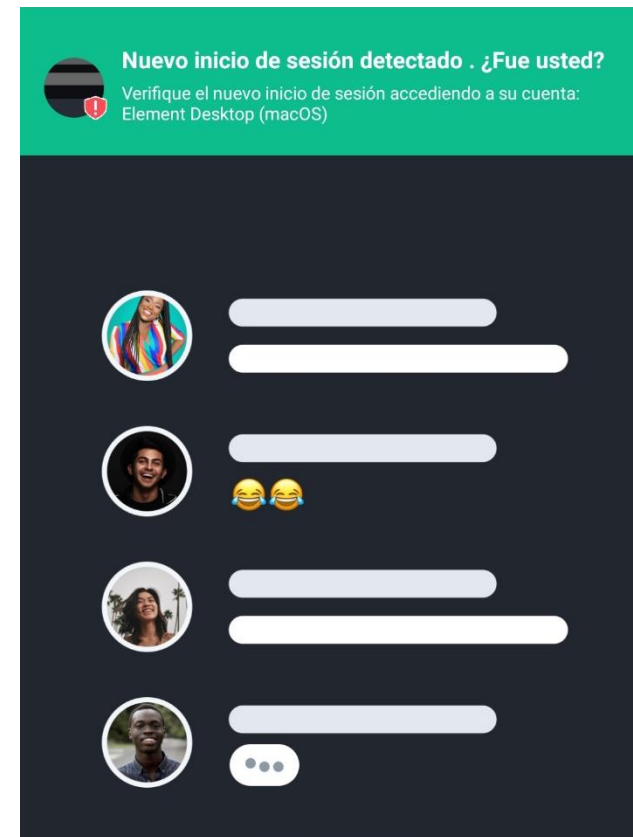 Nuevo inicio de sesión detectado . ¿Fue usted?
Verifique el nuevo inicio de sesión accediendo a su cuenta:
Element Desktop (macOS)